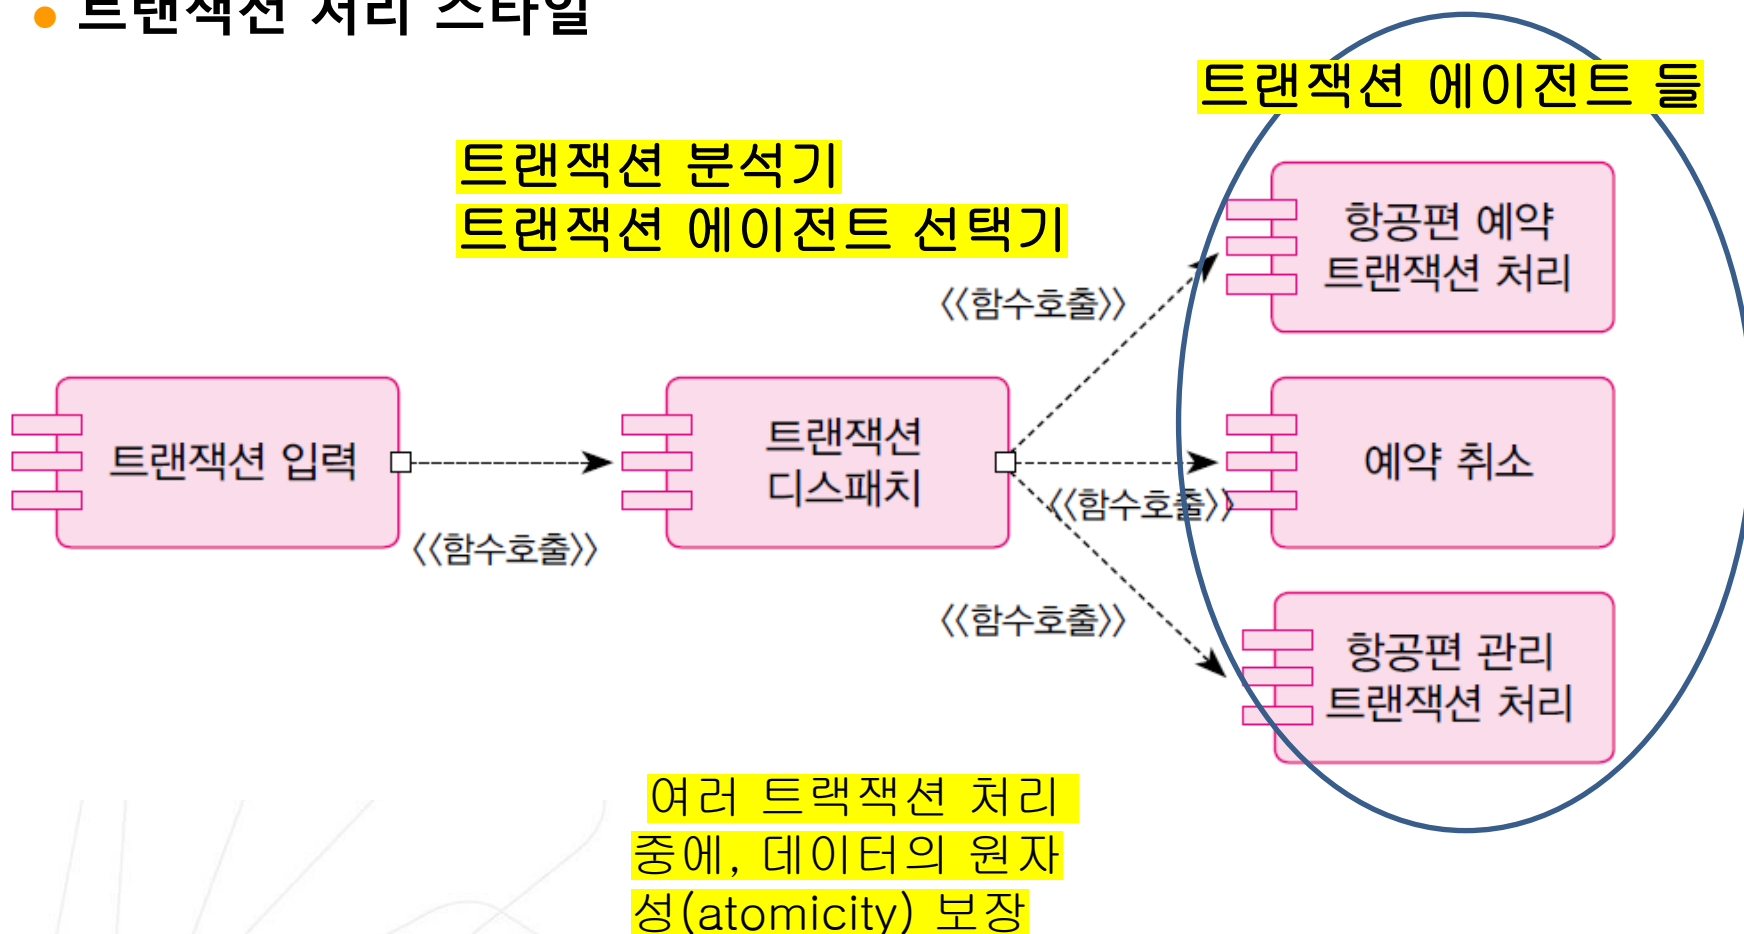 트랜잭션 처리 스타일
트랜잭션 에이전트 들
트랜잭션 분석기
트랜잭션 에이전트 선택기
항공편 예약
트랜잭션 처리
〈〈함수호출〉〉
트랜잭션 입력
트랜잭션
디스패치
예약 취소
〈〈함수호출〉〉
〈〈함수호출〉〉
〈〈함수호출〉〉
항공편 관리
트랜잭션 처리
여러 트랙잭션 처리
중에, 데이터의 원자
성(atomicity) 보장